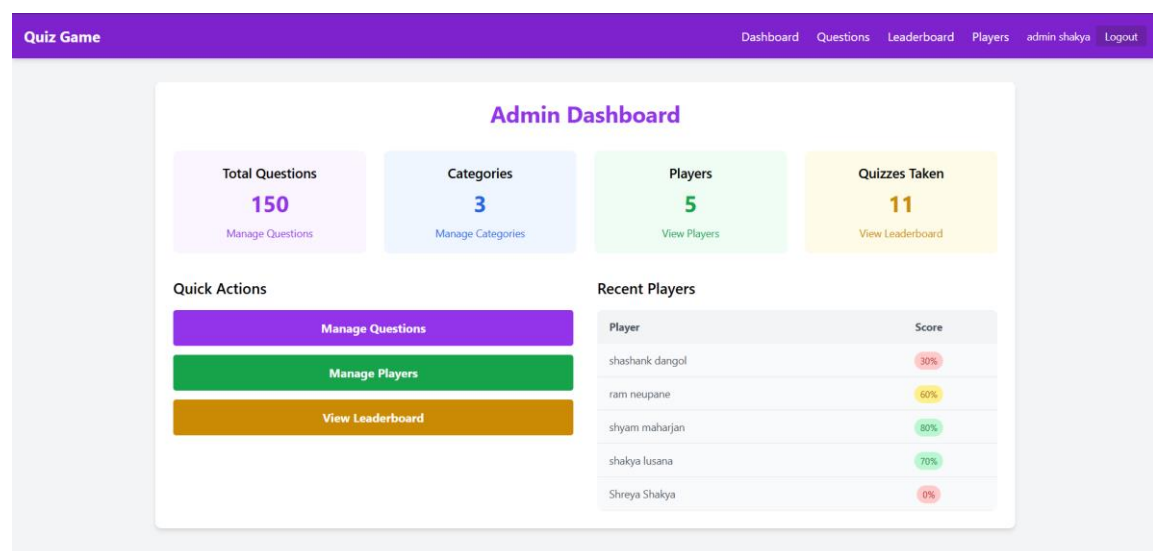 Quiz Game Dashboard Questions Leaderboard Players admin shakya Logout
Admin Dashboard
Total Questions
150
Manage Questions
Categories
3
Manage Categories
Players
5
View Players
Quizzes Taken
11
View Leaderboard
Quick Actions
Manage Questions
Manage Players
View Leaderboard
Recent Players
Player Score
shashank dangol 30%
ram neupane 60%
shyam maharjan 80%
shakya lusana 70%
Shreya Shakya 0%